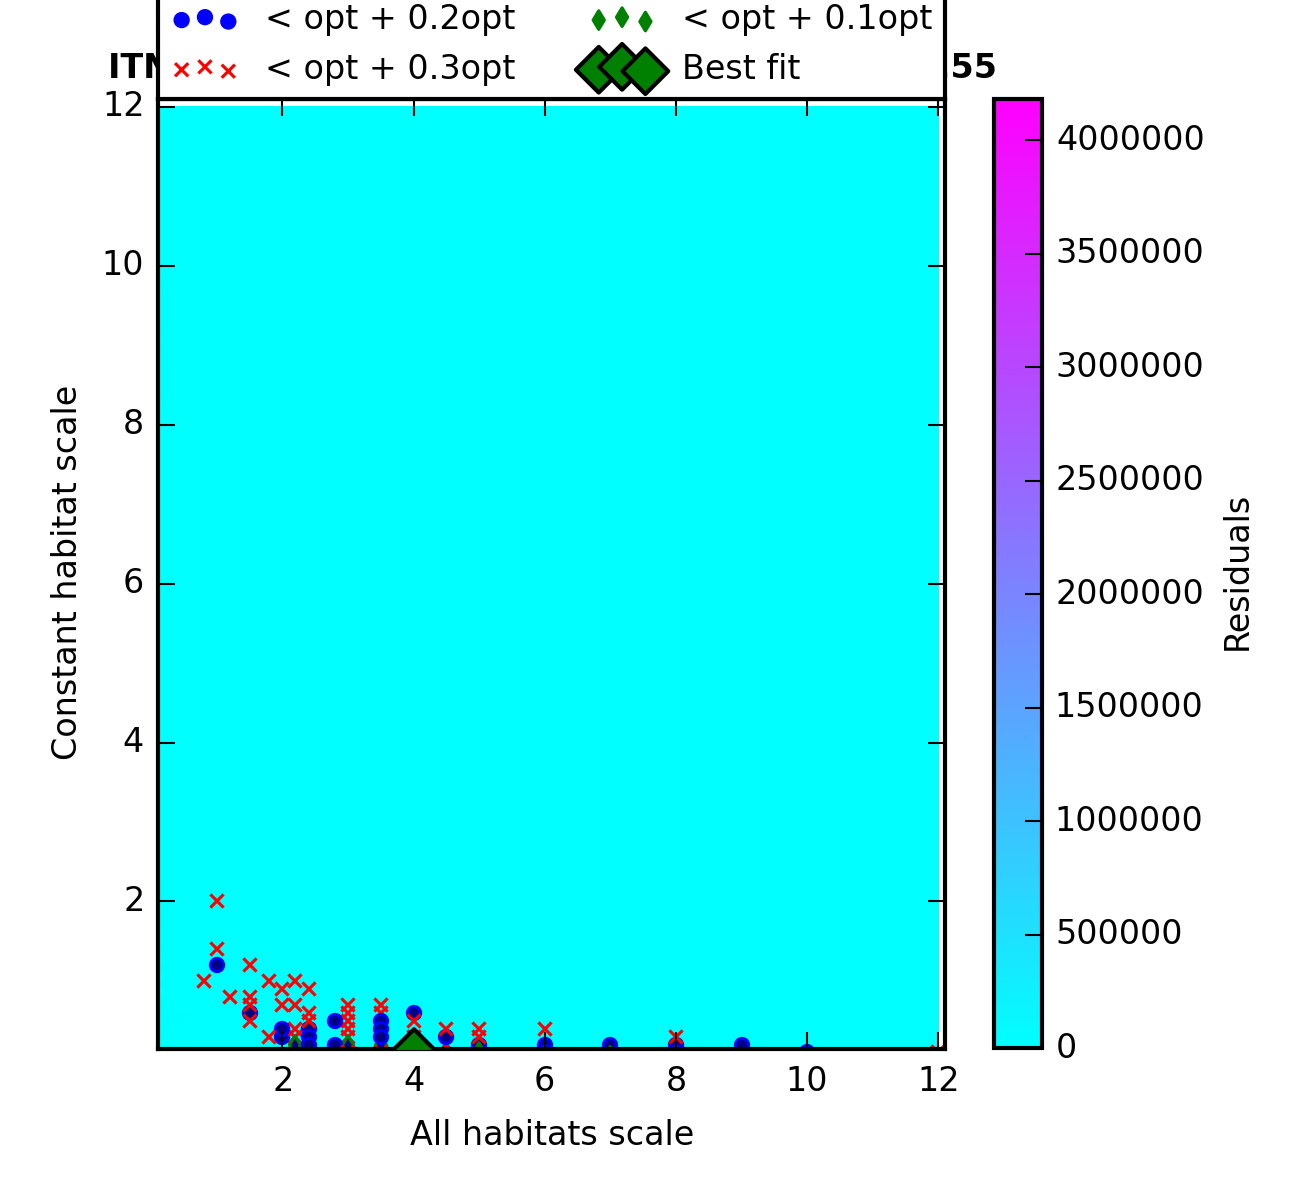 < opt + 0.2opt < opt + 0.1opt
< opt + 0.3opt Best fit
55
12
10
8
6
4
2
2 4 6 8 10 12
All habitats scale
Constant habitat scale
4000000
3500000
3000000
2500000
2000000
1500000
1000000
500000
0
Residuals